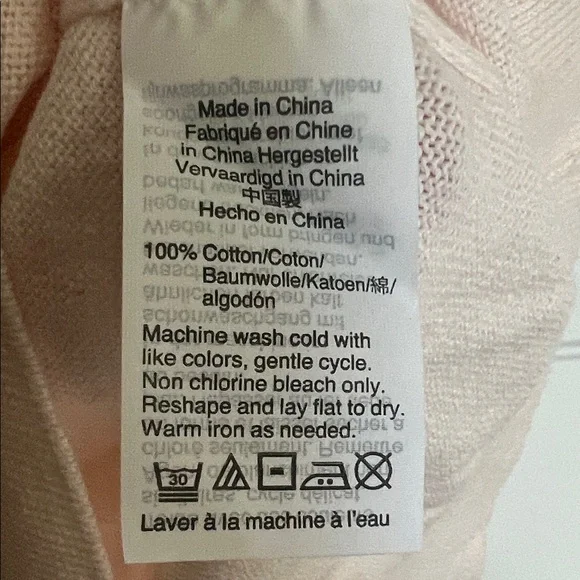 Made in China
Fabriqué en Chine
in China Hergestellt
Vervaardigd in China
中国製
Hecho en China
100% Cotton/Coton/
Baumwolle/Katoen/綿/
algodón
Machine wash cold with
like colors, gentle cycle.
Non chlorine bleach only.
Reshape and lay flat to dry.
Warm iron as needed.
30
Laver à la machine à l'eau